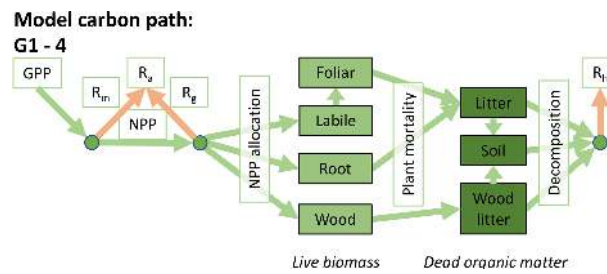 Model carbon path:
G1 - 4
GPP
Rm
Ra
Rg
NPP
NPP allocation
Foliar
Labile
Root
Wood
Plant mortality
Litter
Soil
Wood
litter
Decomposition
Rh
Live biomass
Dead organic matter